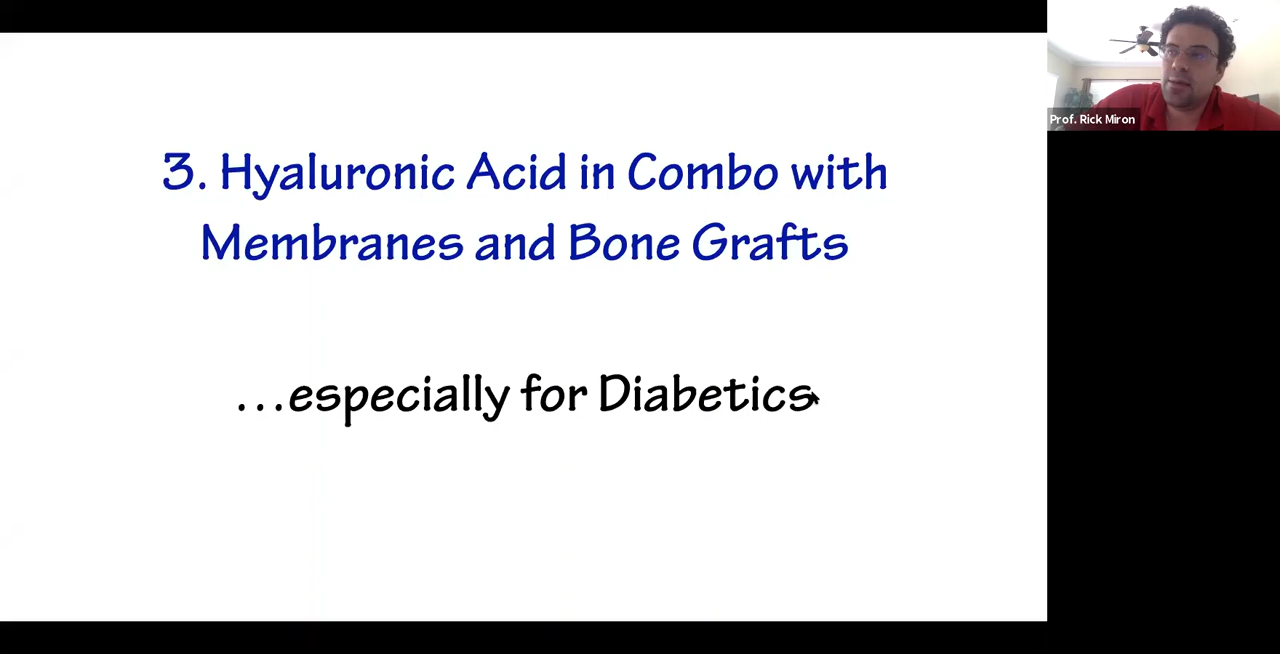 3. Hyaluronic Acid in Combo with
Membranes and Bone Grafts
...especially for Diabetics
Prof. Rick Miron